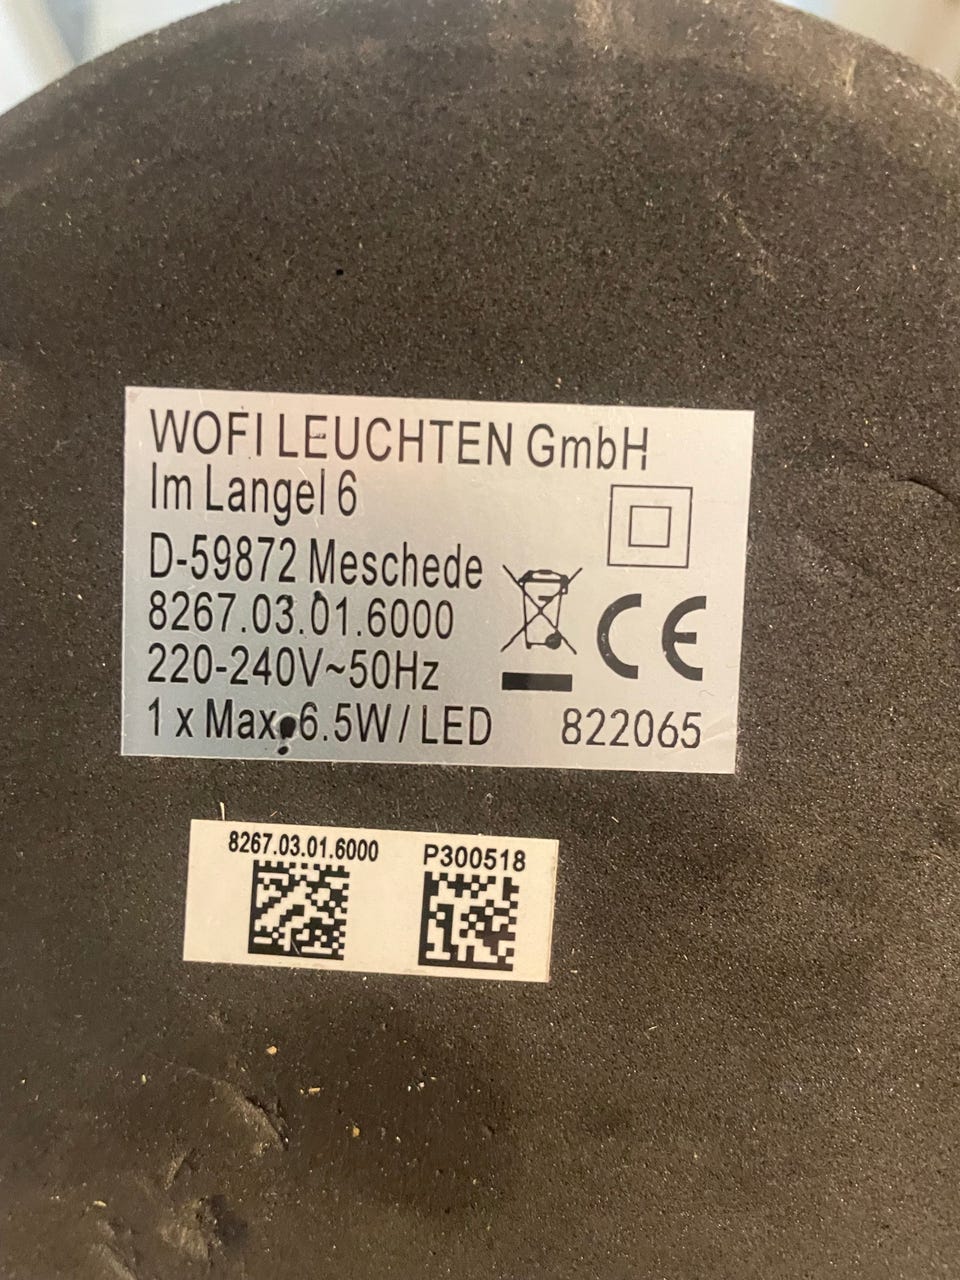 WOFI LEUCHTEN GmbH
Im Langel 6
D-59872 Meschede
8267.03.01.6000
220-240V~50Hz
CE
1 x Max. 6.5W / LED
822065
8267.03.01.6000
P300518